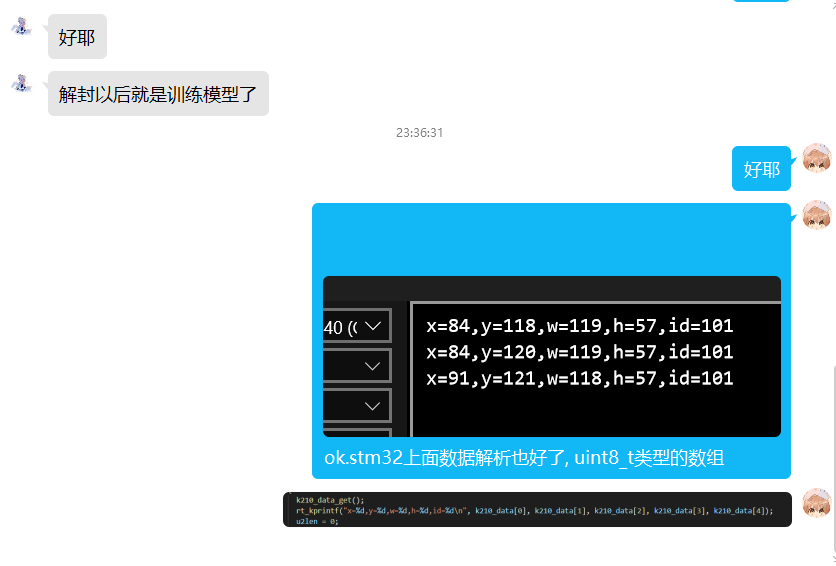 好耶
解封以后就是训练模型了
23:36:31
好耶
40 (
x=84,y=118,w=119,h=57,id=101
x=84,y=120,w=119,h=57,id=101
x=91,y=121,w=118,h=57,id=101
ok.stm32上面数据解析也好了, uint8_t类型的数组
k210_data_get();
rt_kprintf("x=%d,y=%d,w=%d,h=%d,id=%d\n", k210_data[0], k210_data[1], k210_data[2], k210_data[3], k210_data[4]);
u2len = 0;